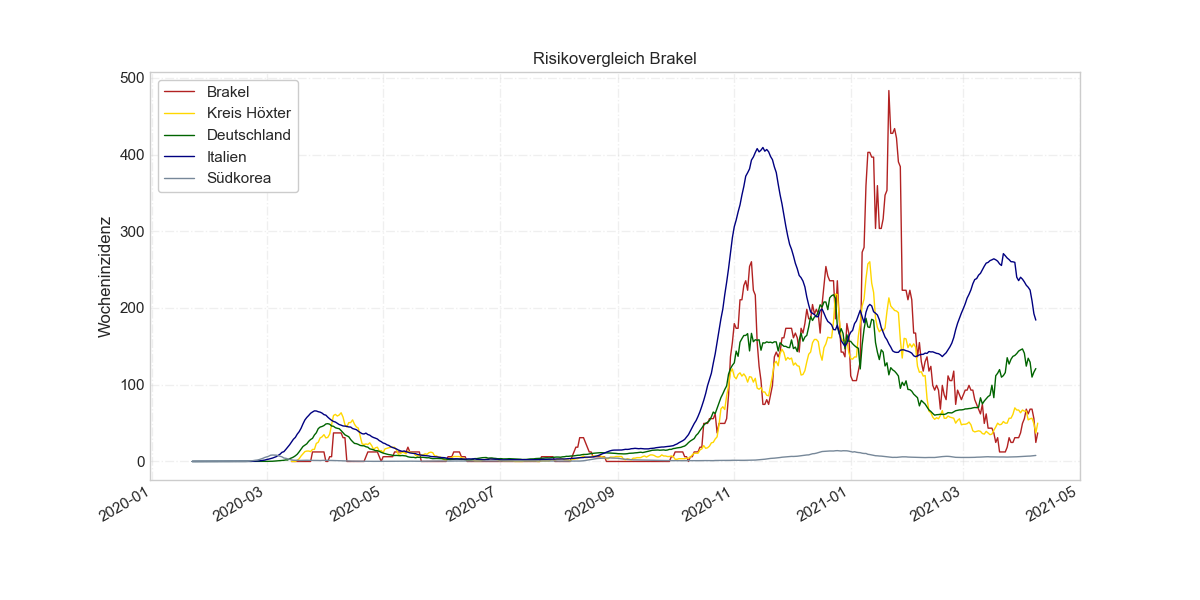 Risikovergleich Brakel
Wocheninzidenz
500
400
300
200
100
0
Brakel
Kreis Höxter
Deutschland
Italien
Südkorea
2020-01
2020-03
2020-05
2020-07
2020-09
2020-11
2021-01
2021-03
2021-05